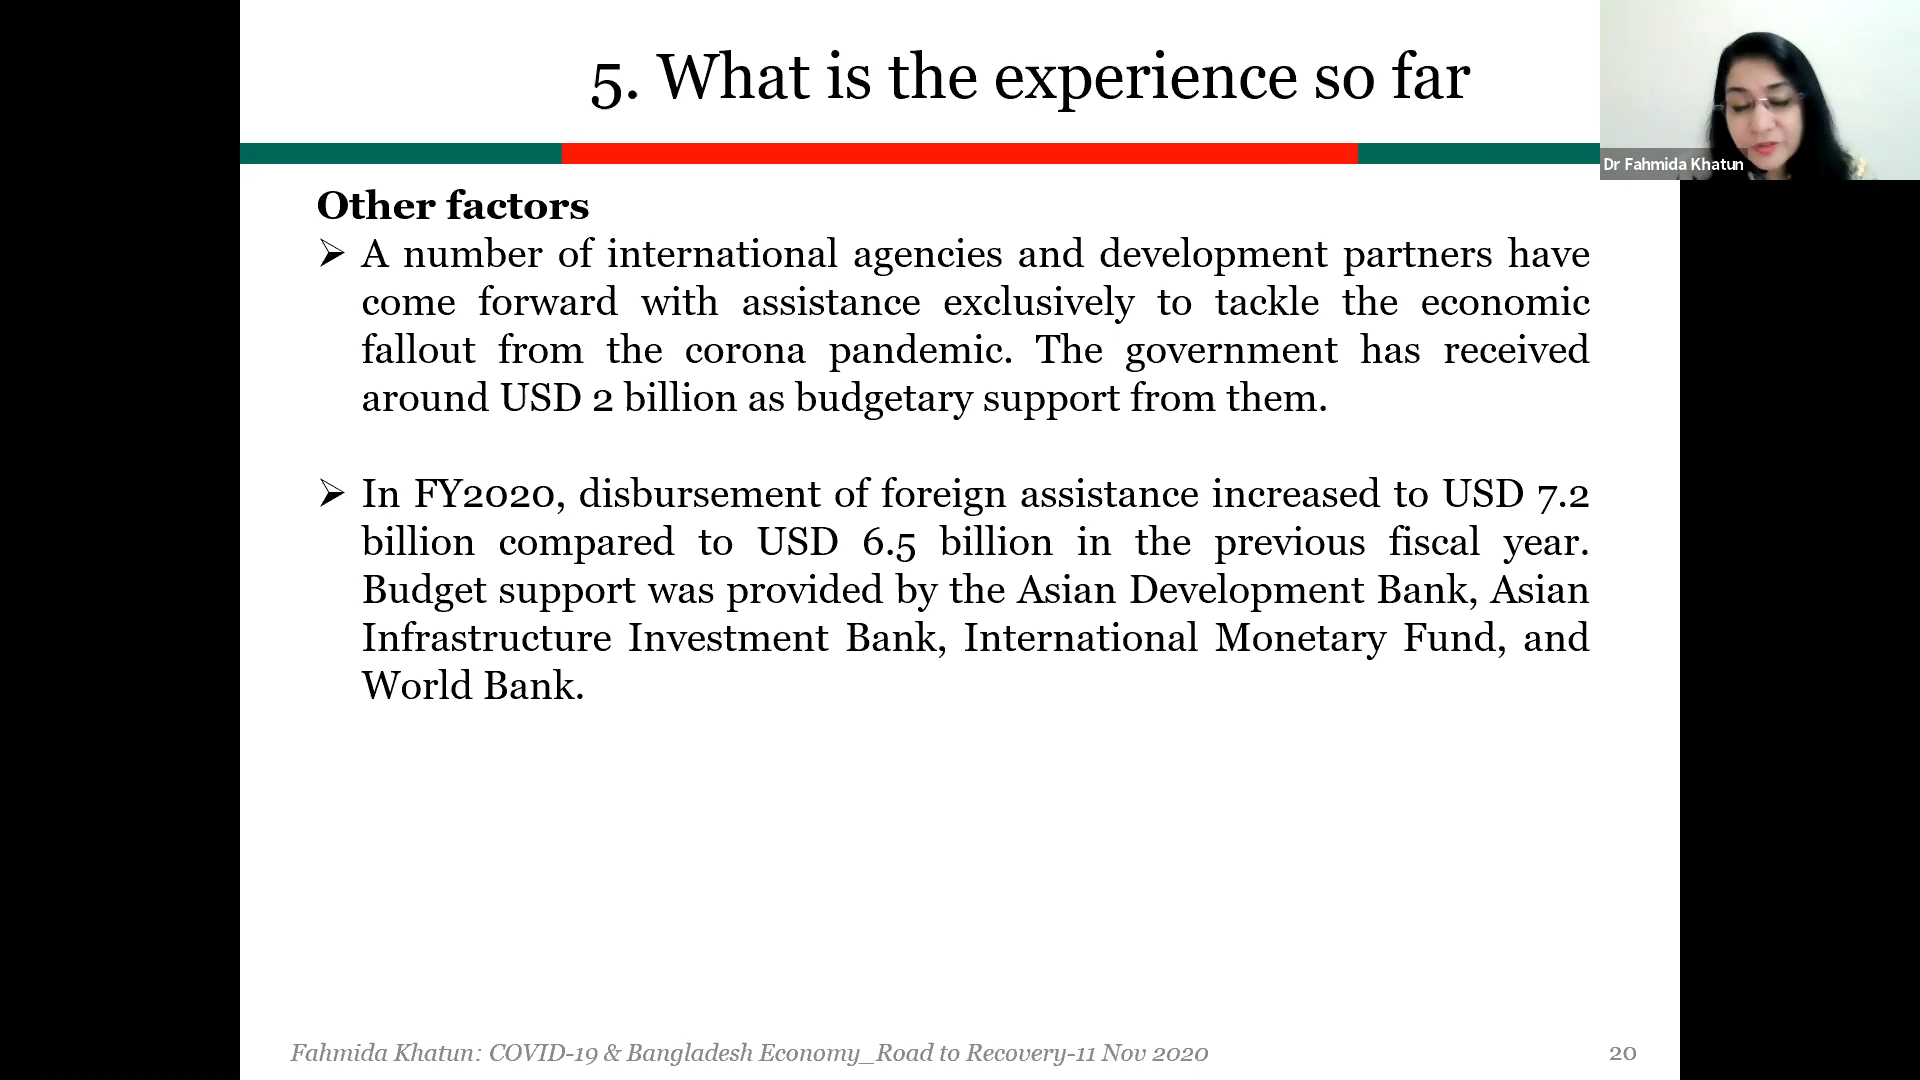 5. What is the experience so far
Dr Fahmida Khatun
Other factors
➢ A number of international agencies and development partners have
come forward with assistance exclusively to tackle the economic
fallout from the corona pandemic. The government has received
around USD 2 billion as budgetary support from them.
➢ In FY2020, disbursement of foreign assistance increased to USD 7.2
billion compared to USD 6.5 billion in the previous fiscal year.
Budget support was provided by the Asian Development Bank, Asian
Infrastructure Investment Bank, International Monetary Fund, and
World Bank.
Fahmida Khatun: COVID-19 & Bangladesh Economy_Road to Recovery-11 Nov 2020
20